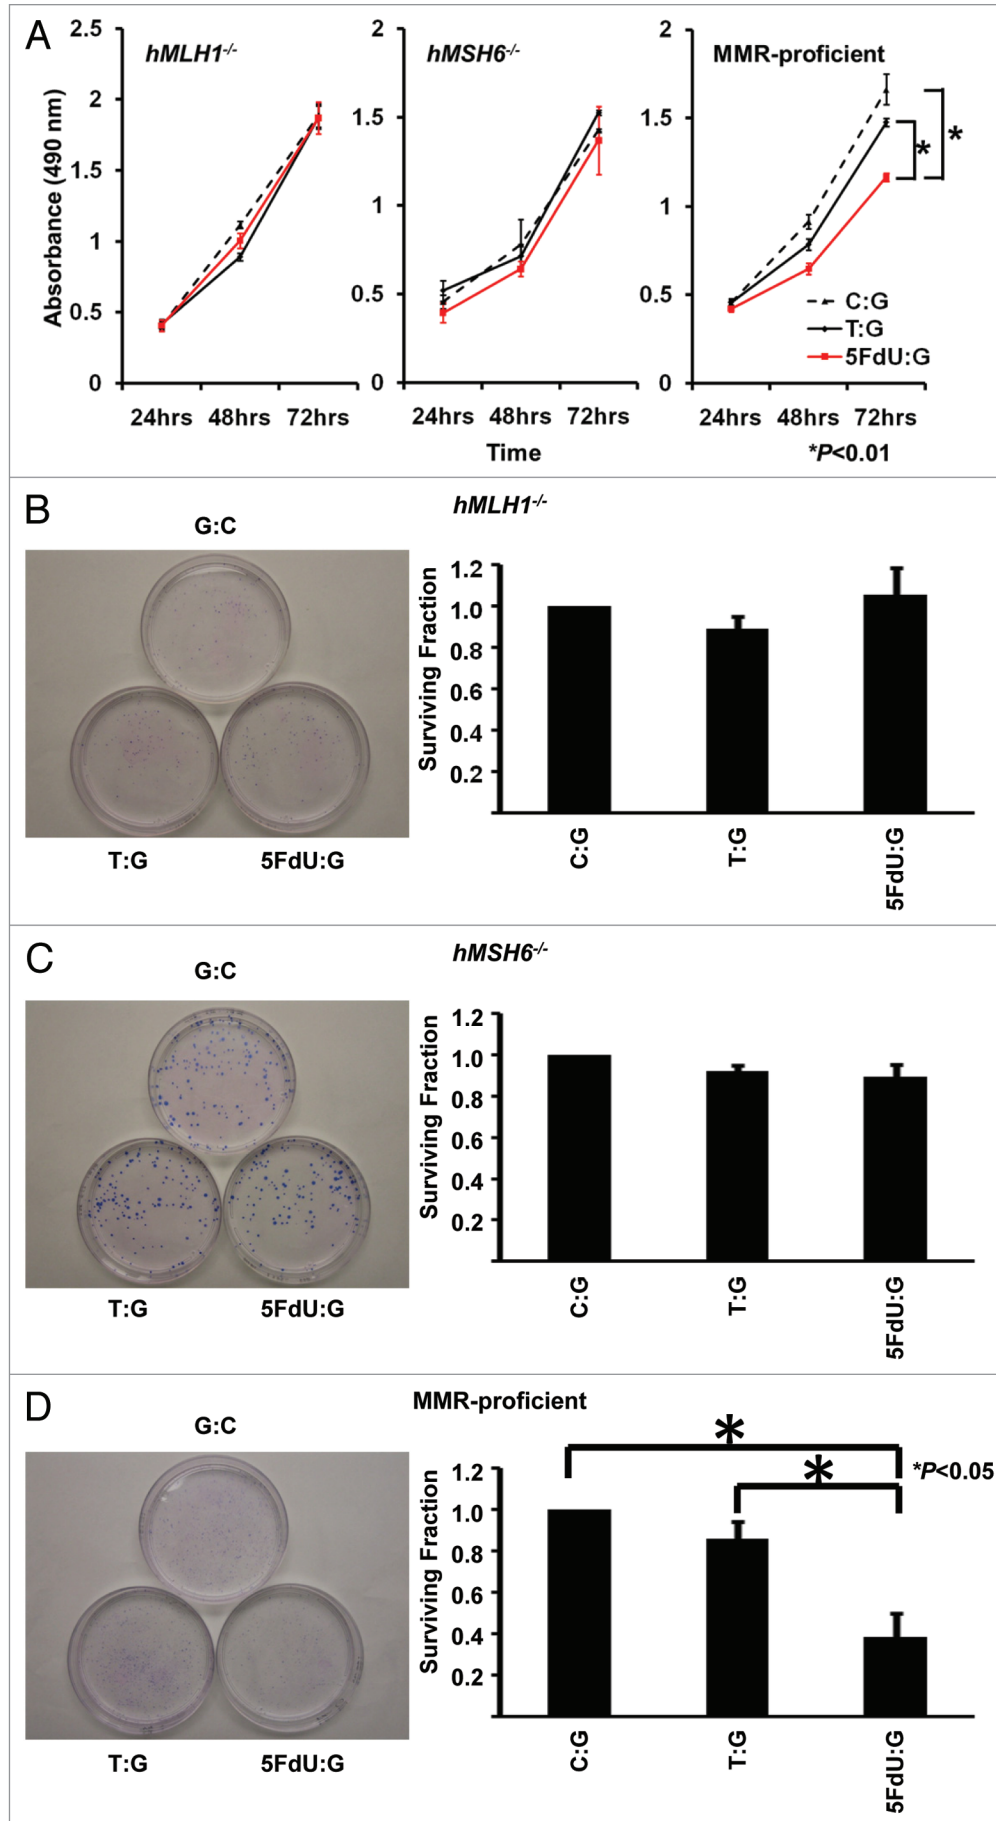 A
hMLH1-/-
hMSH6-/-
MMR-proficient
Absorbance (490 nm)
2.5
2
1.5
1
0.5
0
2
1.5
1
0.5
0
2
1.5
1
0.5
0
*
*
C:G
T:G
5FdU:G
24hrs 48hrs 72hrs
24hrs 48hrs 72hrs
24hrs 48hrs 72hrs
Time
*P<0.01
B
hMLH1-/-
G:C
T:G
5FdU:G
Surviving Fraction
1.2
1.0
0.8
0.6
0.4
0.2
C:G
T:G
5FdU:G
C
hMSH6-/-
G:C
T:G
5FdU:G
Surviving Fraction
1.2
1.0
0.8
0.6
0.4
0.2
C:G
T:G
5FdU:G
D
MMR-proficient
G:C
T:G
5FdU:G
Surviving Fraction
1.2
1.0
0.8
0.6
0.4
0.2
*
*
*P<0.05
C:G
T:G
5FdU:G